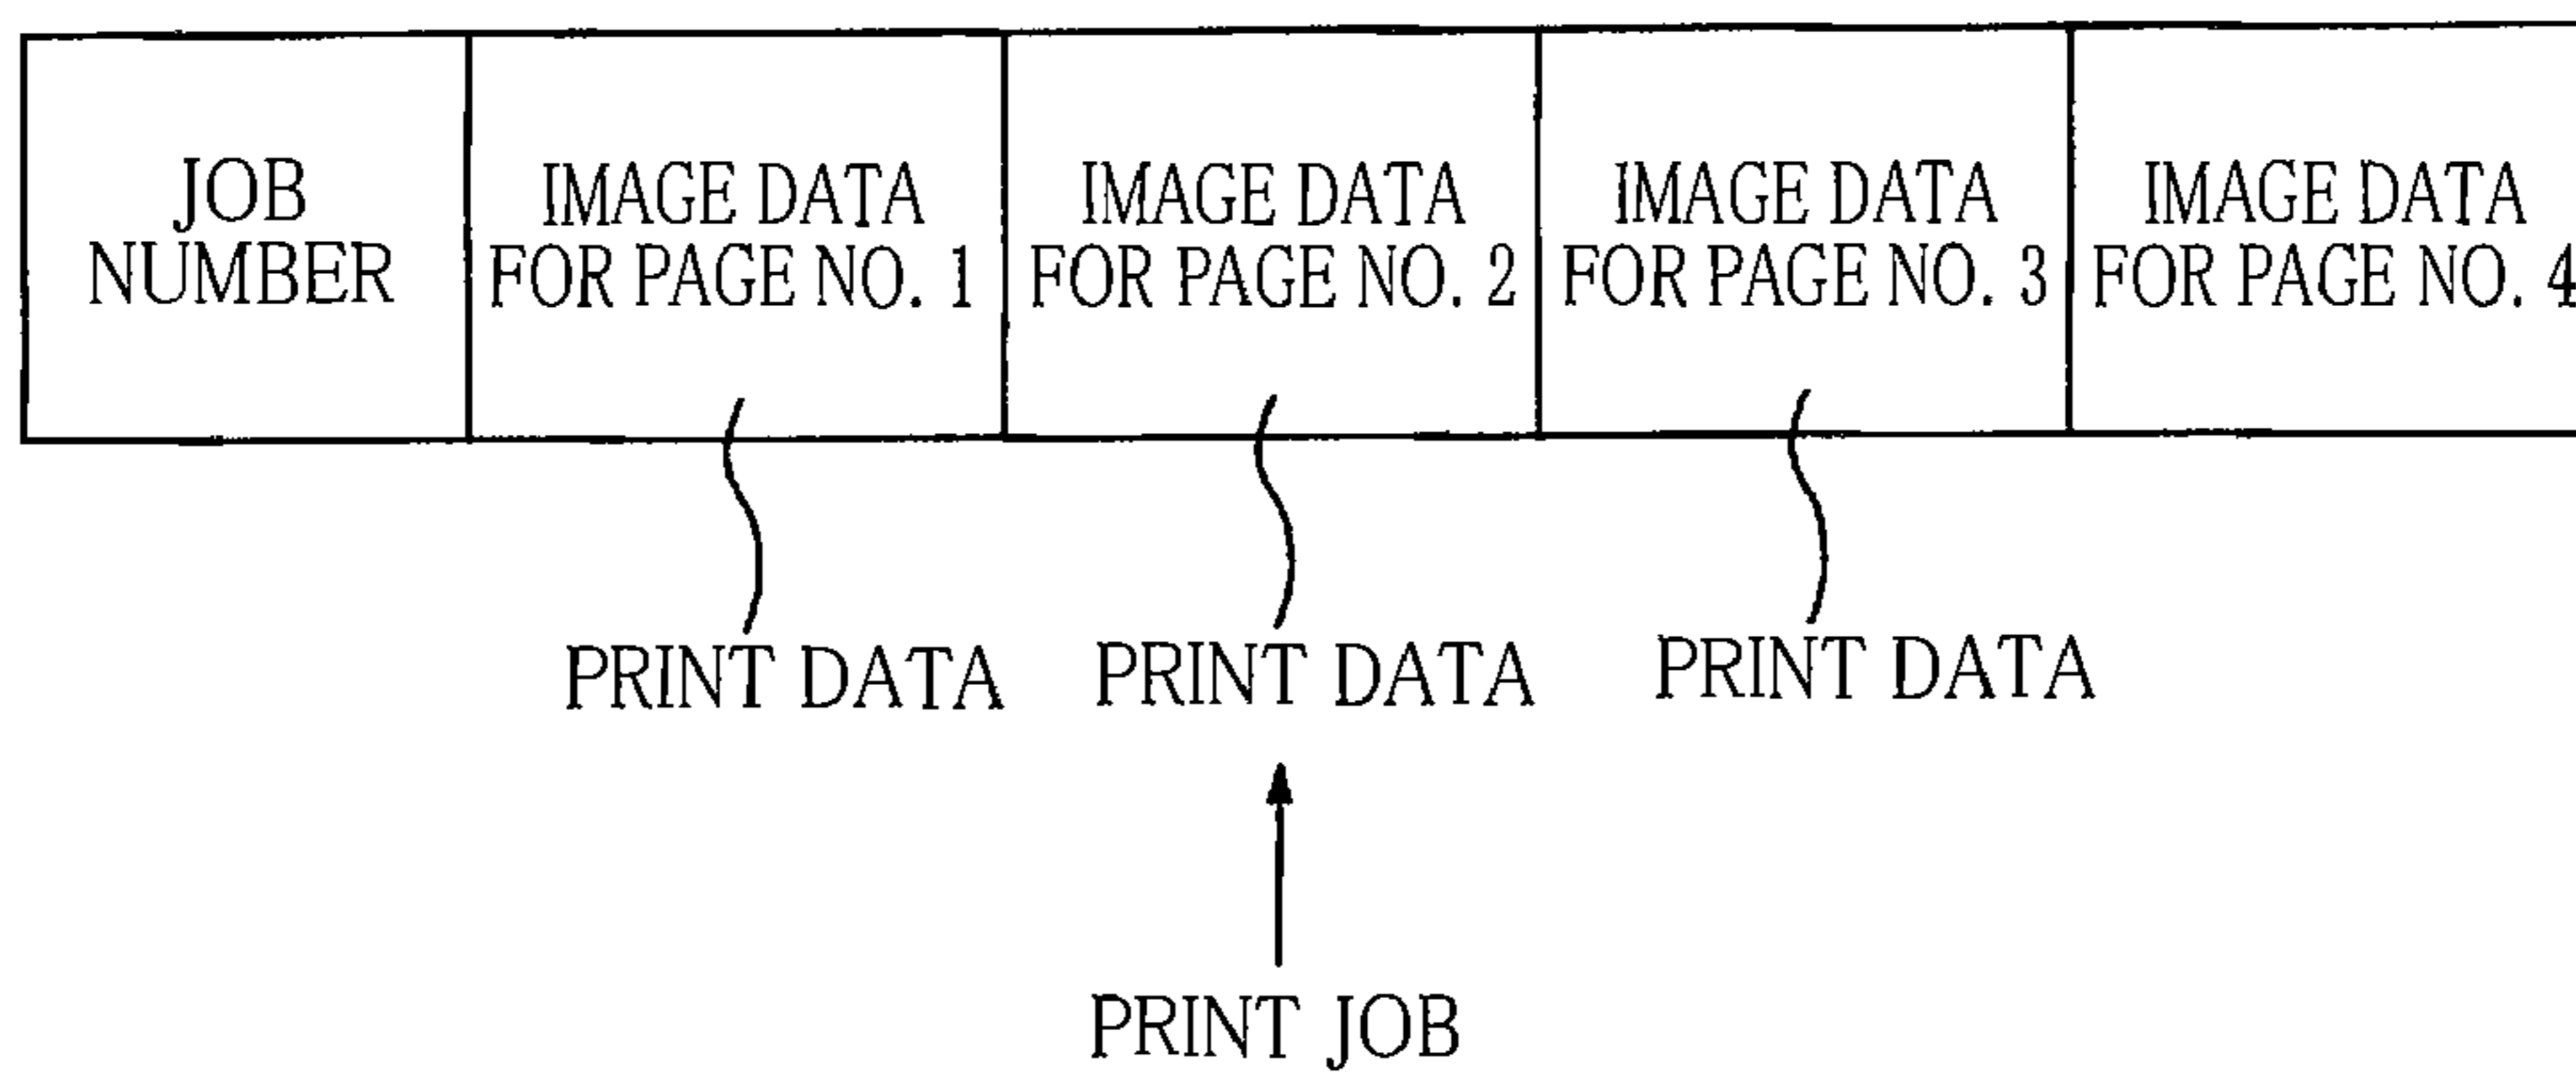 JOB
NUMBER
IMAGE DATA
FOR PAGE NO. 1
IMAGE DATA
FOR PAGE NO. 2
IMAGE DATA
FOR PAGE NO. 3
IMAGE DATA
FOR PAGE NO. 4
PRINT DATA
PRINT DATA
PRINT DATA
PRINT JOB